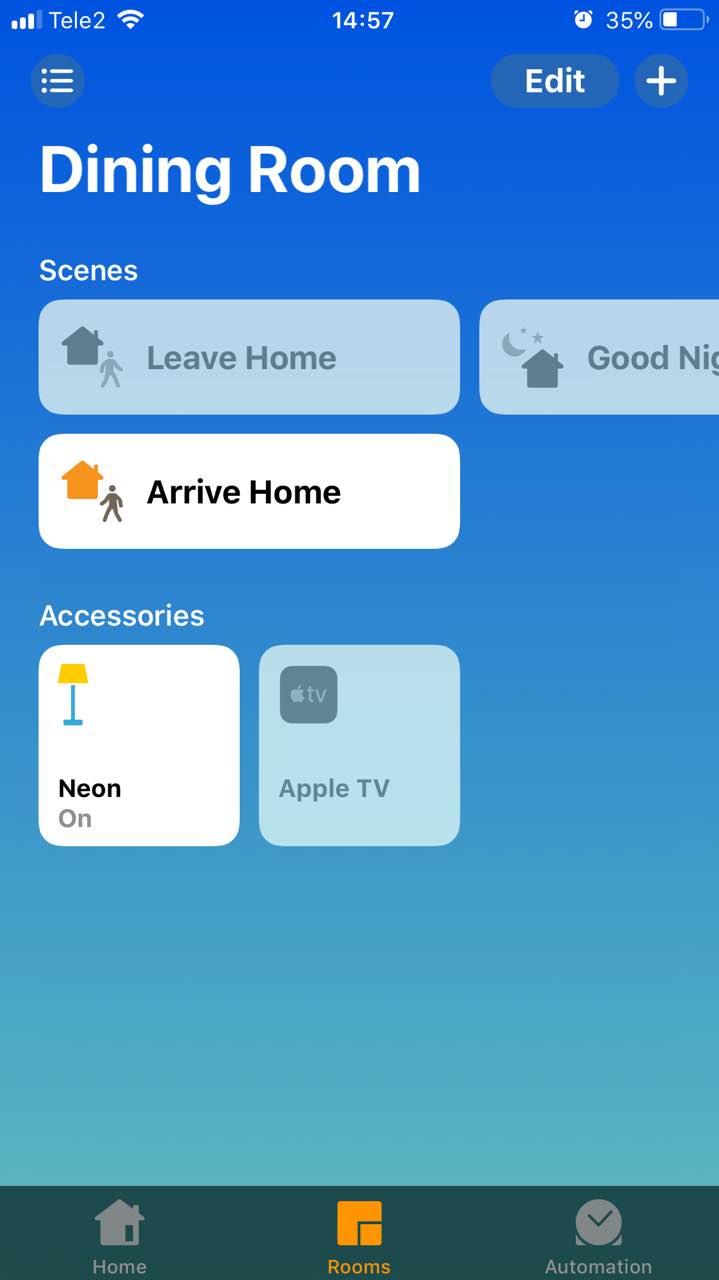 Tele2 14:57 35%
Edit
Dining Room
Scenes
Leave Home
Good Nig
Arrive Home
Accessories
tv
Neon
On
Apple TV
Home Rooms Automation